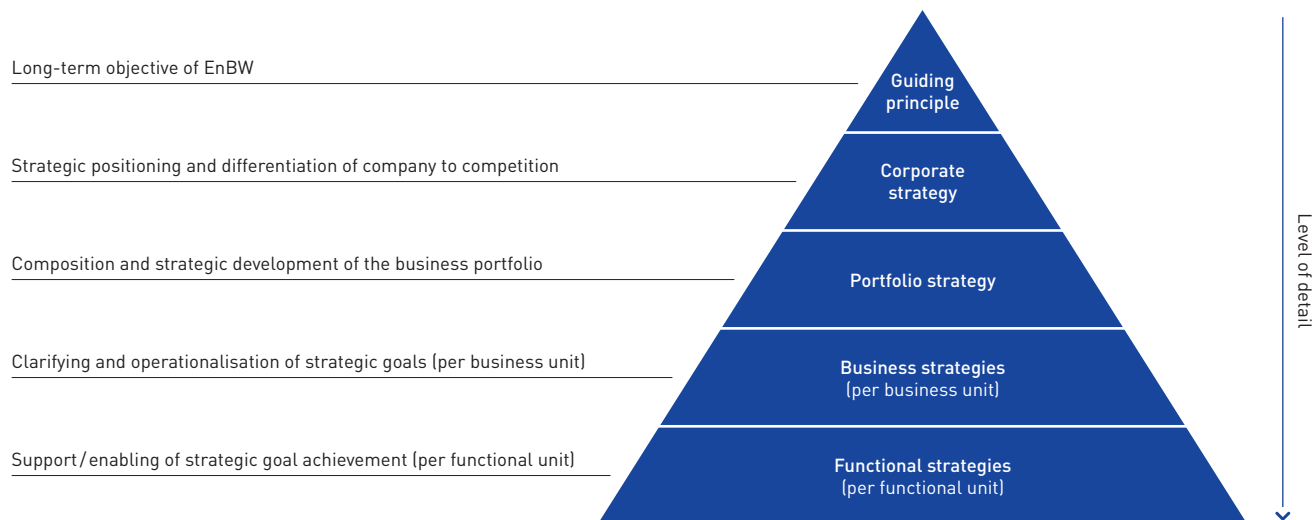 Long-term objective of EnBW
Guiding
principle
Strategic positioning and differentiation of company to competition
Corporate
strategy
Composition and strategic development of the business portfolio
Portfolio strategy
Clarifying and operationalisation of strategic goals (per business unit)
Business strategies
(per business unit)
Support/enabling of strategic goal achievement (per functional unit)
Functional strategies
(per functional unit)
Level of detail